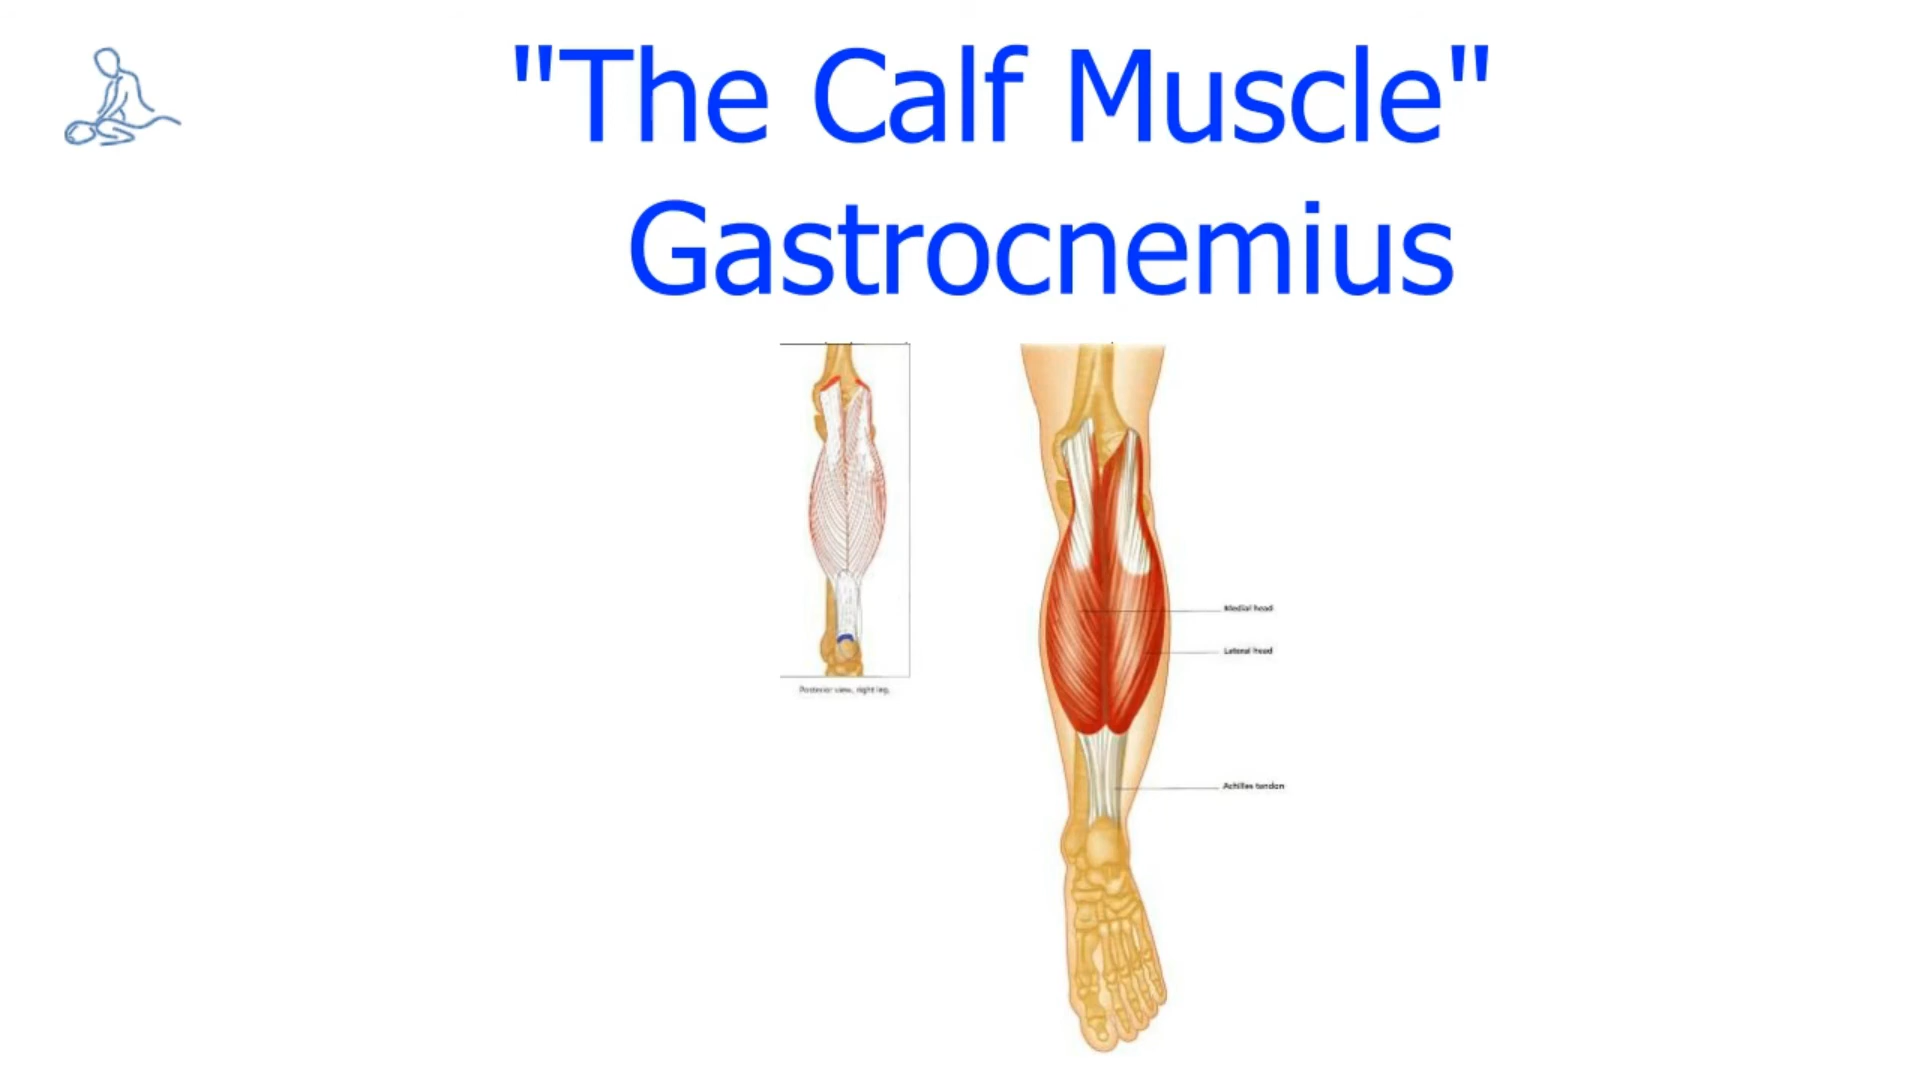 "The Calf Muscle"
Gastrocnemius
Medial head
Lateral head
Posterior view, right leg,
Achilles tendon